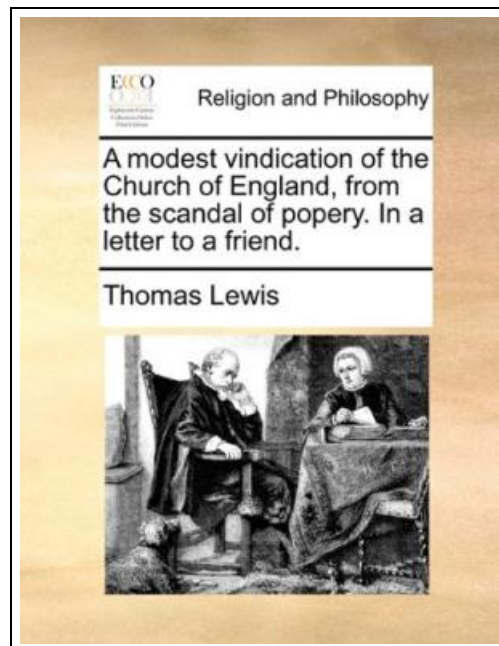 ECCO
Religion and Philosophy
A modest vindication of the
Church of England, from
the scandal of popery. In a
letter to a friend.
Thomas Lewis